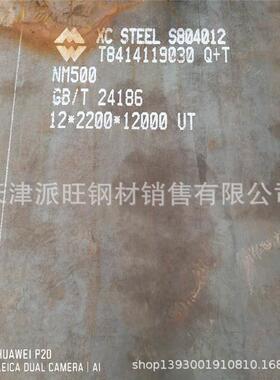 XC STEEL S804012
T8414119030 Q+T
NM500
GB/T 24186
12*2200*12000 UT
天津派旺钢材销售有限公
HUAWEI P20
LEICA DUAL CAMERA | AI
shop1393001910810.168